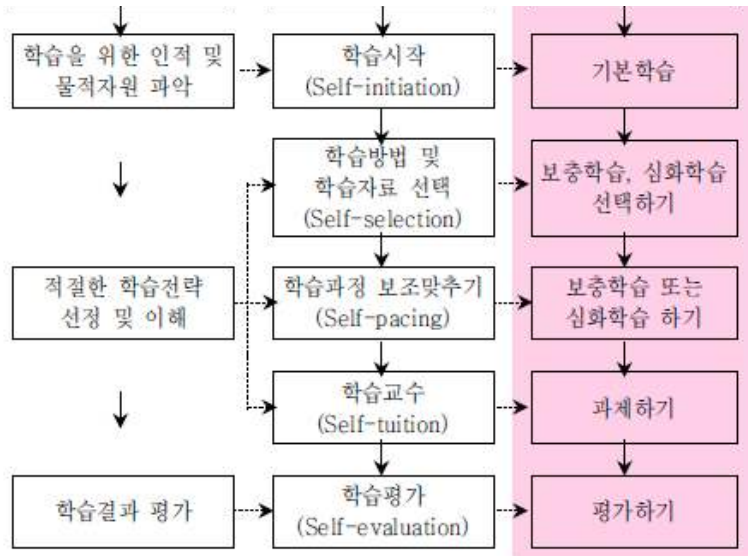 학습을 위한 인적 및
물적자원 파악
학습시작
(Self-initiation)
기본학습
학습방법 및
학습자료 선택
(Self-selection)
보충학습, 심화학습
선택하기
적절한 학습전략
선정 및 이해
학습과정 보조맞추기
(Self-pacing)
보충학습 또는
심화학습 하기
학습교수
(Self-tuition)
과제하기
학습결과 평가
학습평가
(Self-evaluation)
평가하기